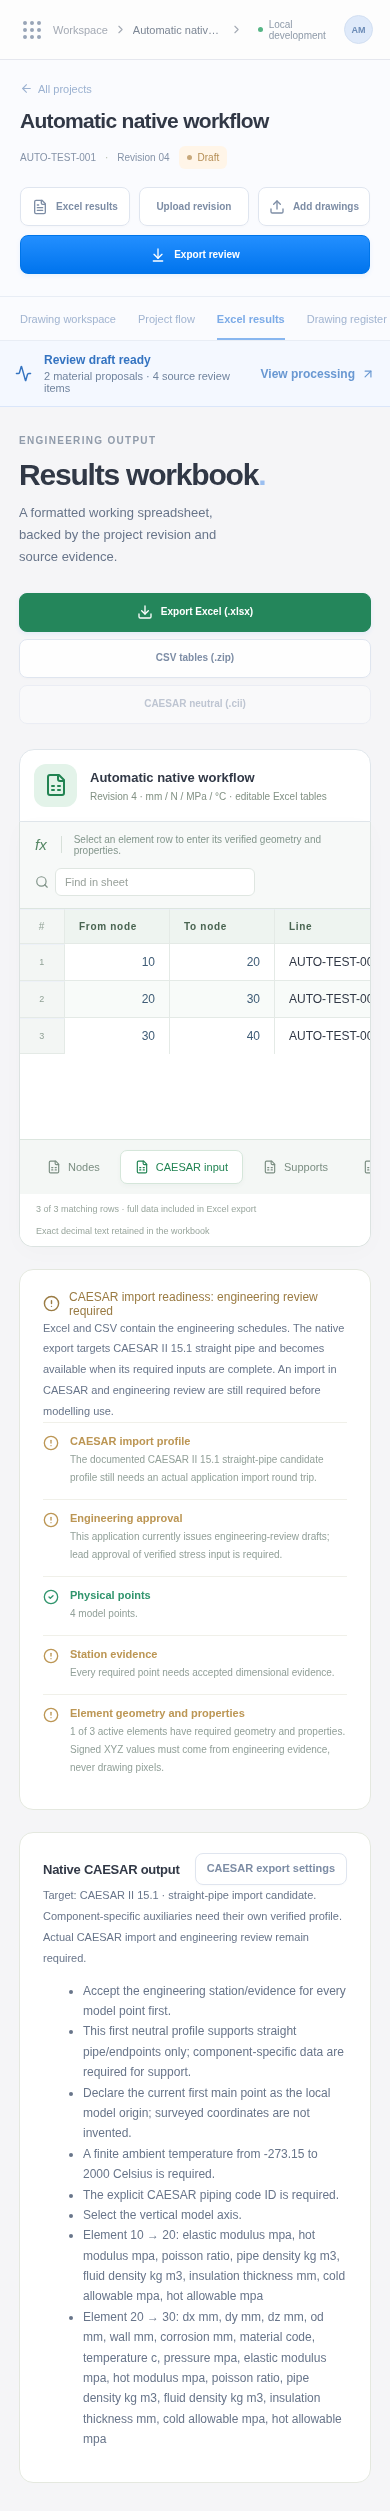 Workspace > Automatic nativ… > Local development AM
← All projects
Automatic native workflow
AUTO-TEST-001 · Revision 04 Draft
Excel results Upload revision Add drawings
Export review
Drawing workspace Project flow Excel results Drawing register
Review draft ready
2 material proposals · 4 source review
items
View processing
ENGINEERING OUTPUT
Results workbook.
A formatted working spreadsheet,
backed by the project revision and
source evidence.
Export Excel (.xlsx)
CSV tables (.zip)
CAESAR neutral (.cii)
Automatic native workflow
Revision 4 · mm / N / MPa / °C · editable Excel tables
fx Select an element row to enter its verified geometry and
properties.
Find in sheet
# From node To node Line
1 10 20 AUTO-TEST-00
2 20 30 AUTO-TEST-00
3 30 40 AUTO-TEST-00
Nodes CAESAR input Supports
3 of 3 matching rows · full data included in Excel export
Exact decimal text retained in the workbook
CAESAR import readiness: engineering review
required
Excel and CSV contain the engineering schedules. The native
export targets CAESAR II 15.1 straight pipe and becomes
available when its required inputs are complete. An import in
CAESAR and engineering review are still required before
modelling use.
CAESAR import profile
The documented CAESAR II 15.1 straight-pipe candidate
profile still needs an actual application import round trip.
Engineering approval
This application currently issues engineering-review drafts;
lead approval of verified stress input is required.
Physical points
4 model points.
Station evidence
Every required point needs accepted dimensional evidence.
Element geometry and properties
1 of 3 active elements have required geometry and properties.
Signed XYZ values must come from engineering evidence,
never drawing pixels.
Native CAESAR output CAESAR export settings
Target: CAESAR II 15.1 · straight-pipe import candidate.
Component-specific auxiliaries need their own verified profile.
Actual CAESAR import and engineering review remain
required.
• Accept the engineering station/evidence for every
model point first.
• This first neutral profile supports straight
pipe/endpoints only; component-specific data are
required for support.
• Declare the current first main point as the local
model origin; surveyed coordinates are not
invented.
• A finite ambient temperature from -273.15 to
2000 Celsius is required.
• The explicit CAESAR piping code ID is required.
• Select the vertical model axis.
• Element 10 → 20: elastic modulus mpa, hot
modulus mpa, poisson ratio, pipe density kg m3,
fluid density kg m3, insulation thickness mm, cold
allowable mpa, hot allowable mpa
• Element 20 → 30: dx mm, dy mm, dz mm, od
mm, wall mm, corrosion mm, material code,
temperature c, pressure mpa, elastic modulus
mpa, hot modulus mpa, poisson ratio, pipe
density kg m3, fluid density kg m3, insulation
thickness mm, cold allowable mpa, hot allowable
mpa